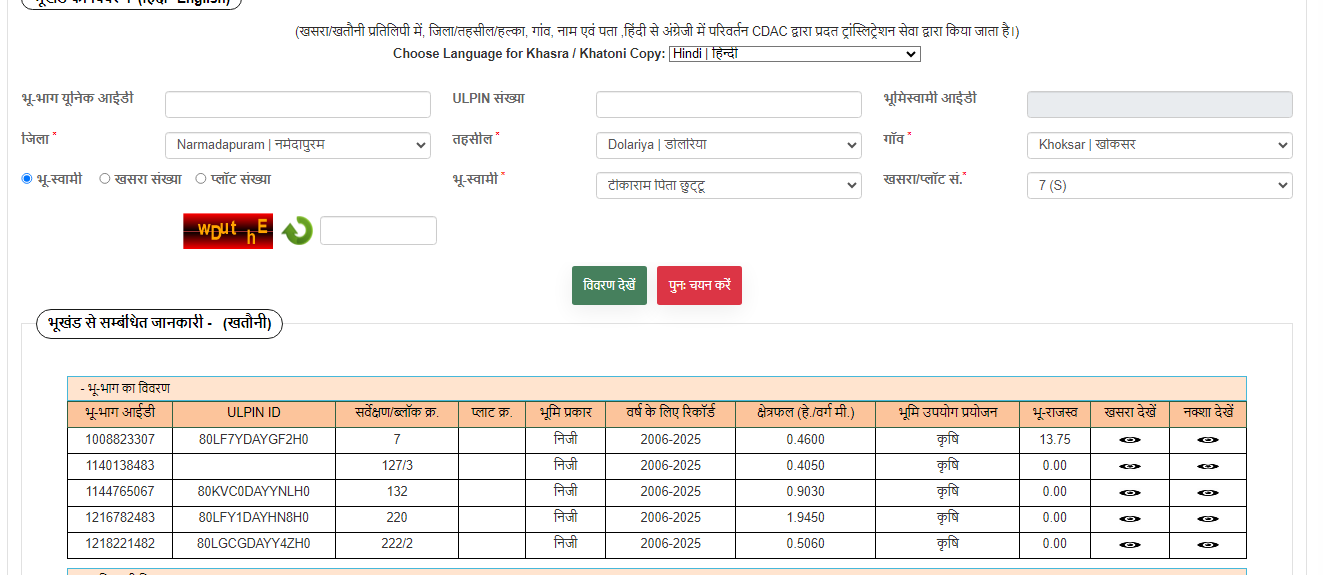 भूखंड का विवरण (हिंदी - English)
(खसरा/खतौनी प्रतिलिपि में, जिला/तहसील/हल्का, गांव, नाम एवं पता ,हिंदी से अंग्रेजी में परिवर्तन CDAC द्वारा प्रदत ट्रांस्लिट्रेशन सेवा द्वारा किया जाता है।)
Choose Language for Khasra / Khatoni Copy: Hindi | हिन्दी
भू-भाग यूनिक आईडी ULPIN संख्या भूमिस्वामी आईडी
जिला * Narmadapuram | नर्मदापुरम तहसील * Dolariya | डोलरिया गाँव * Khoksar | खोकसर
भू-स्वामी खसरा संख्या प्लॉट संख्या भू-स्वामी * टीकाराम पिता छुट्टू खसरा/प्लॉट सं.* 7 (S)
wDut hE
विवरण देखें पुनः चयन करें
भूखंड से सम्बंधित जानकारी - (खतौनी)
- भू-भाग का विवरण
भू-भाग आईडी ULPIN ID सर्वेक्षण/ब्लॉक क्र. प्लाट क्र. भूमि प्रकार वर्ष के लिए रिकॉर्ड क्षेत्रफल (हे./वर्ग मी.) भूमि उपयोग प्रयोजन भू-राजस्व खसरा देखें नक्शा देखें
1008823307 80LF7YDAYGF2H0 7 निजी 2006-2025 0.4600 कृषि 13.75
1140138483 127/3 निजी 2006-2025 0.4050 कृषि 0.00
1144765067 80KVC0DAYYNLH0 132 निजी 2006-2025 0.9030 कृषि 0.00
1216782483 80LFY1DAYHN8H0 220 निजी 2006-2025 1.9450 कृषि 0.00
1218221482 80LGCGDAYY4ZH0 222/2 निजी 2006-2025 0.5060 कृषि 0.00